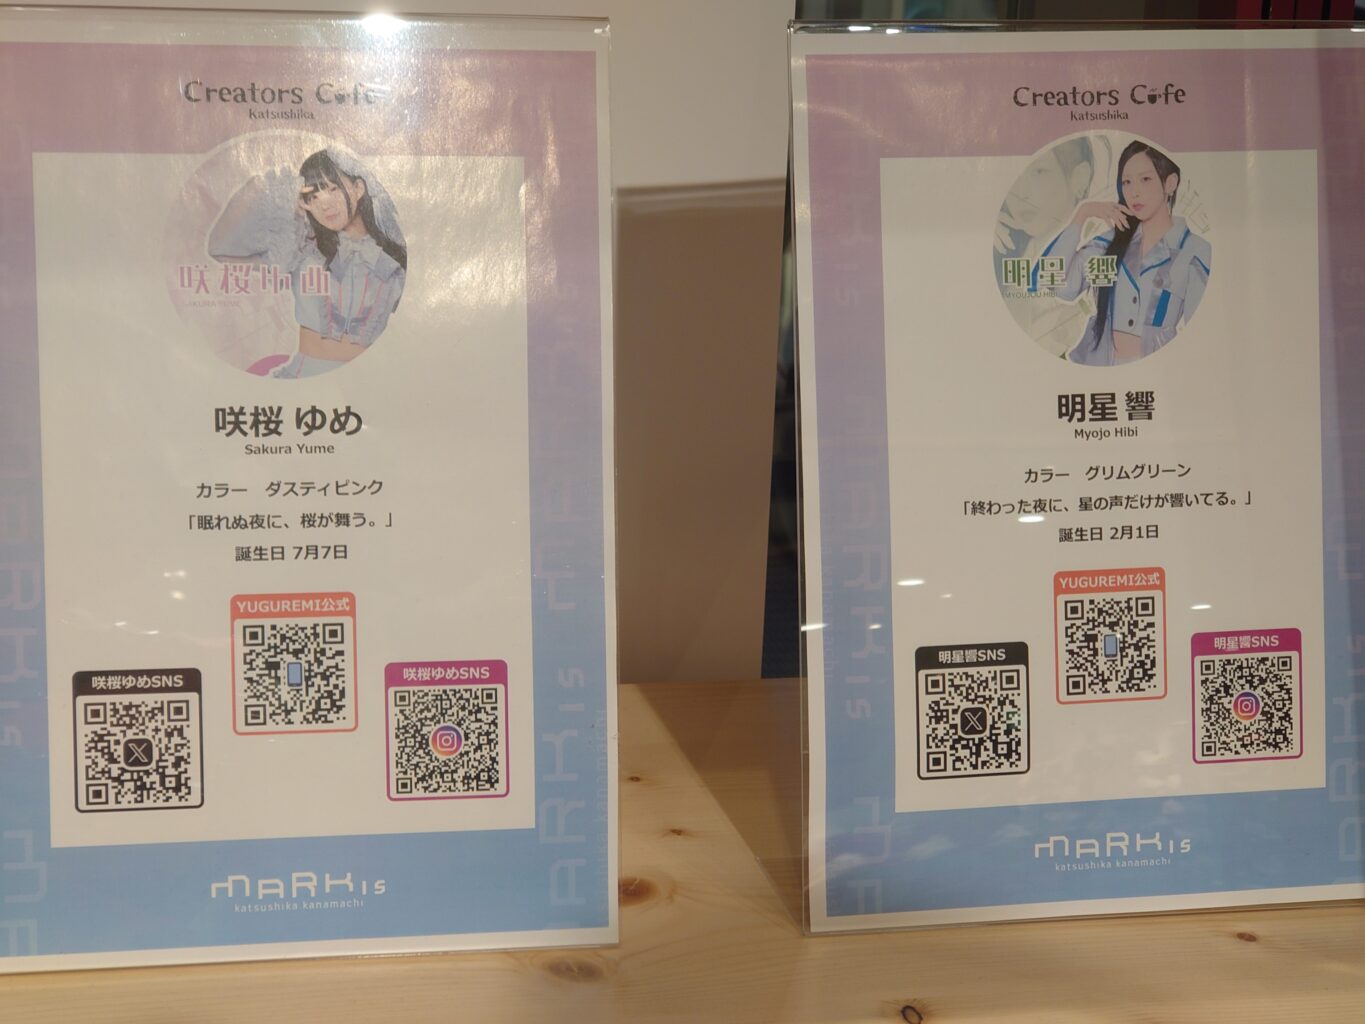 Creators Cafe
Katsushika
咲桜ゆめ
SAKURA YUME
咲桜 ゆめ
Sakura Yume
カラー ダスティピンク
「眠れぬ夜に、桜が舞う。」
誕生日 7月7日
YUGUREMI公式
咲桜ゆめSNS
咲桜ゆめSNS
MARK IS
katsushika kanamachi
Creators Cafe
Katsushika
明星 響
MYOUJOU HIBI
明星 響
Myojo Hibi
カラー グリムグリーン
「終わった夜に、星の声だけが響いてる。」
誕生日 2月1日
YUGUREMI公式
明星響SNS
明星響SNS
MARK IS
katsushika kanamachi